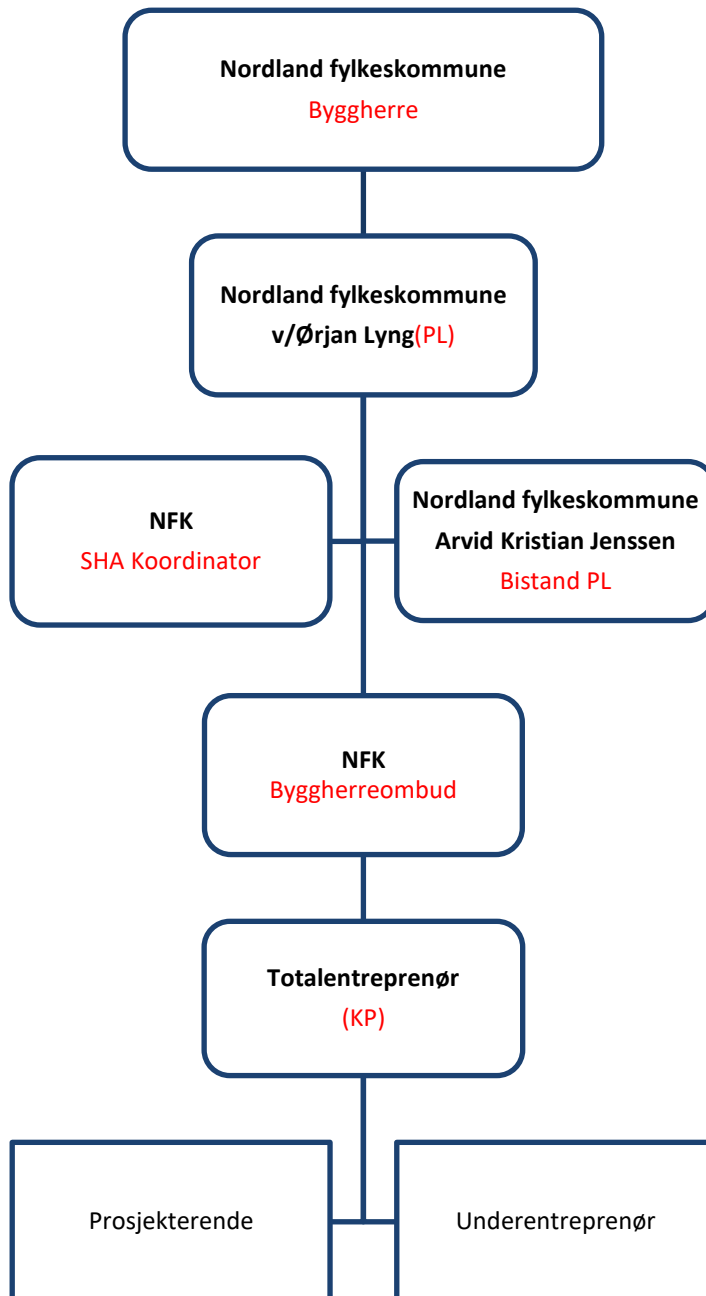 Nordland fylkeskommune
Byggherre
Nordland fylkeskommune
v/Ørjan Lyng(PL)
NFK
SHA Koordinator
Nordland fylkeskommune
Arvid Kristian Jenssen
Bistand PL
NFK
Byggherreombud
Totalentreprenør
(KP)
Prosjekterende
Underentreprenør